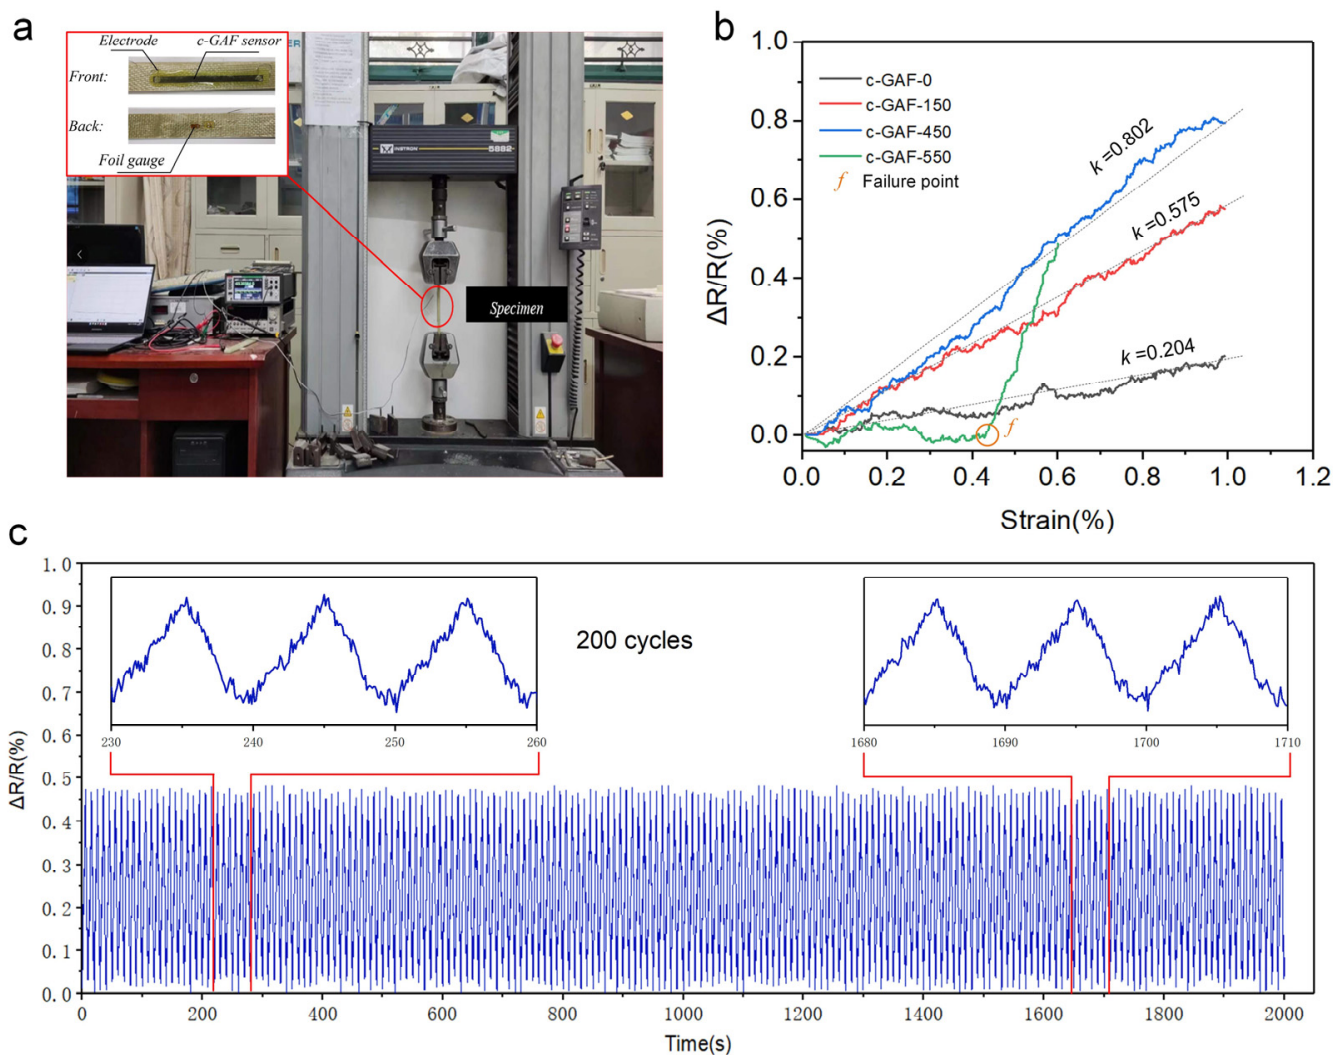 a
Electrode
c-GAF sensor
Front:
Back:
Foil gauge
ER
INSTRON
5882
Specimen
b
ΔR/R(%)
1.0
0.8
0.6
0.4
0.2
0.0
c-GAF-0
c-GAF-150
c-GAF-450
c-GAF-550
f Failure point
k=0.802
k=0.575
k=0.204
f
0.0 0.2 0.4 0.6 0.8 1.0 1.2
Strain(%)
c
ΔR/R(%)
1.0
0.9
0.8
0.7
0.6
0.5
0.4
0.3
0.2
0.1
0.0
230 240 250 260
200 cycles
1680 1690 1700 1710
0 200 400 600 800 1000 1200 1400 1600 1800 2000
Time(s)